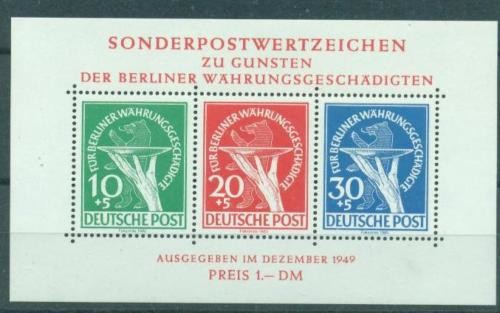 SONDERPOSTWERTZEICHEN
ZU GUNSTEN
DER BERLINER WÄHRUNGSGESCHÄDIGTEN
FÜR BERLINER WÄHRUNGSGESCHÄDIGTE
10
+5
DEUTSCHE POST
FÜR BERLINER WÄHRUNGSGESCHÄDIGTE
20
+5
DEUTSCHE POST
FÜR BERLINER WÄHRUNGSGESCHÄDIGTE
30
+5
DEUTSCHE POST
AUSGEGEBEN IM DEZEMBER 1949
PREIS 1.— DM